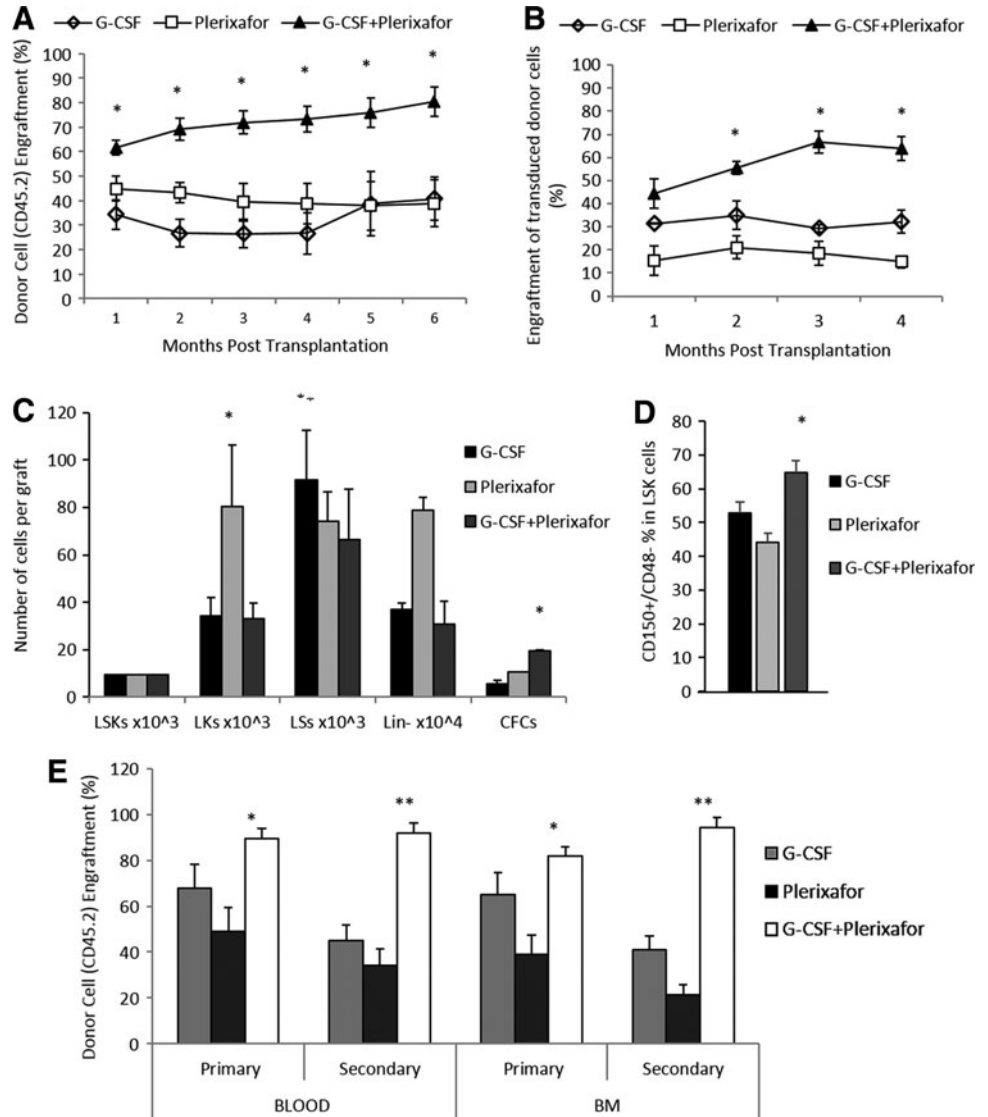 A
G-CSF Plerixafor G-CSF+Plerixafor
Donor Cell (CD45.2) Engraftment (%)
100
90
80
70
60
50
40
30
20
10
0
* * * * * *
1 2 3 4 5 6
Months Post Transplantation
B
G-CSF Plerixafor G-CSF+Plerixafor
Engraftment of transduced donor cells
(%)
100
90
80
70
60
50
40
30
20
10
0
* * *
1 2 3 4
Months Post Transplantation
C
Number of cells per graft
120
100
80
60
40
20
0
* *
LSKs x10^3 LKs x10^3 LSs x10^3 Lin- x10^4 CFCs
G-CSF
Plerixafor
G-CSF+Plerixafor
D
CD150+/CD48- % in LSK cells
80
70
60
50
40
30
20
10
0
*
G-CSF
Plerixafor
G-CSF+Plerixafor
E
Donor Cell (CD45.2) Engraftment (%)
120
100
80
60
40
20
0
* ** * **
Primary Secondary Primary Secondary
BLOOD BM
G-CSF
Plerixafor
G-CSF+Plerixafor